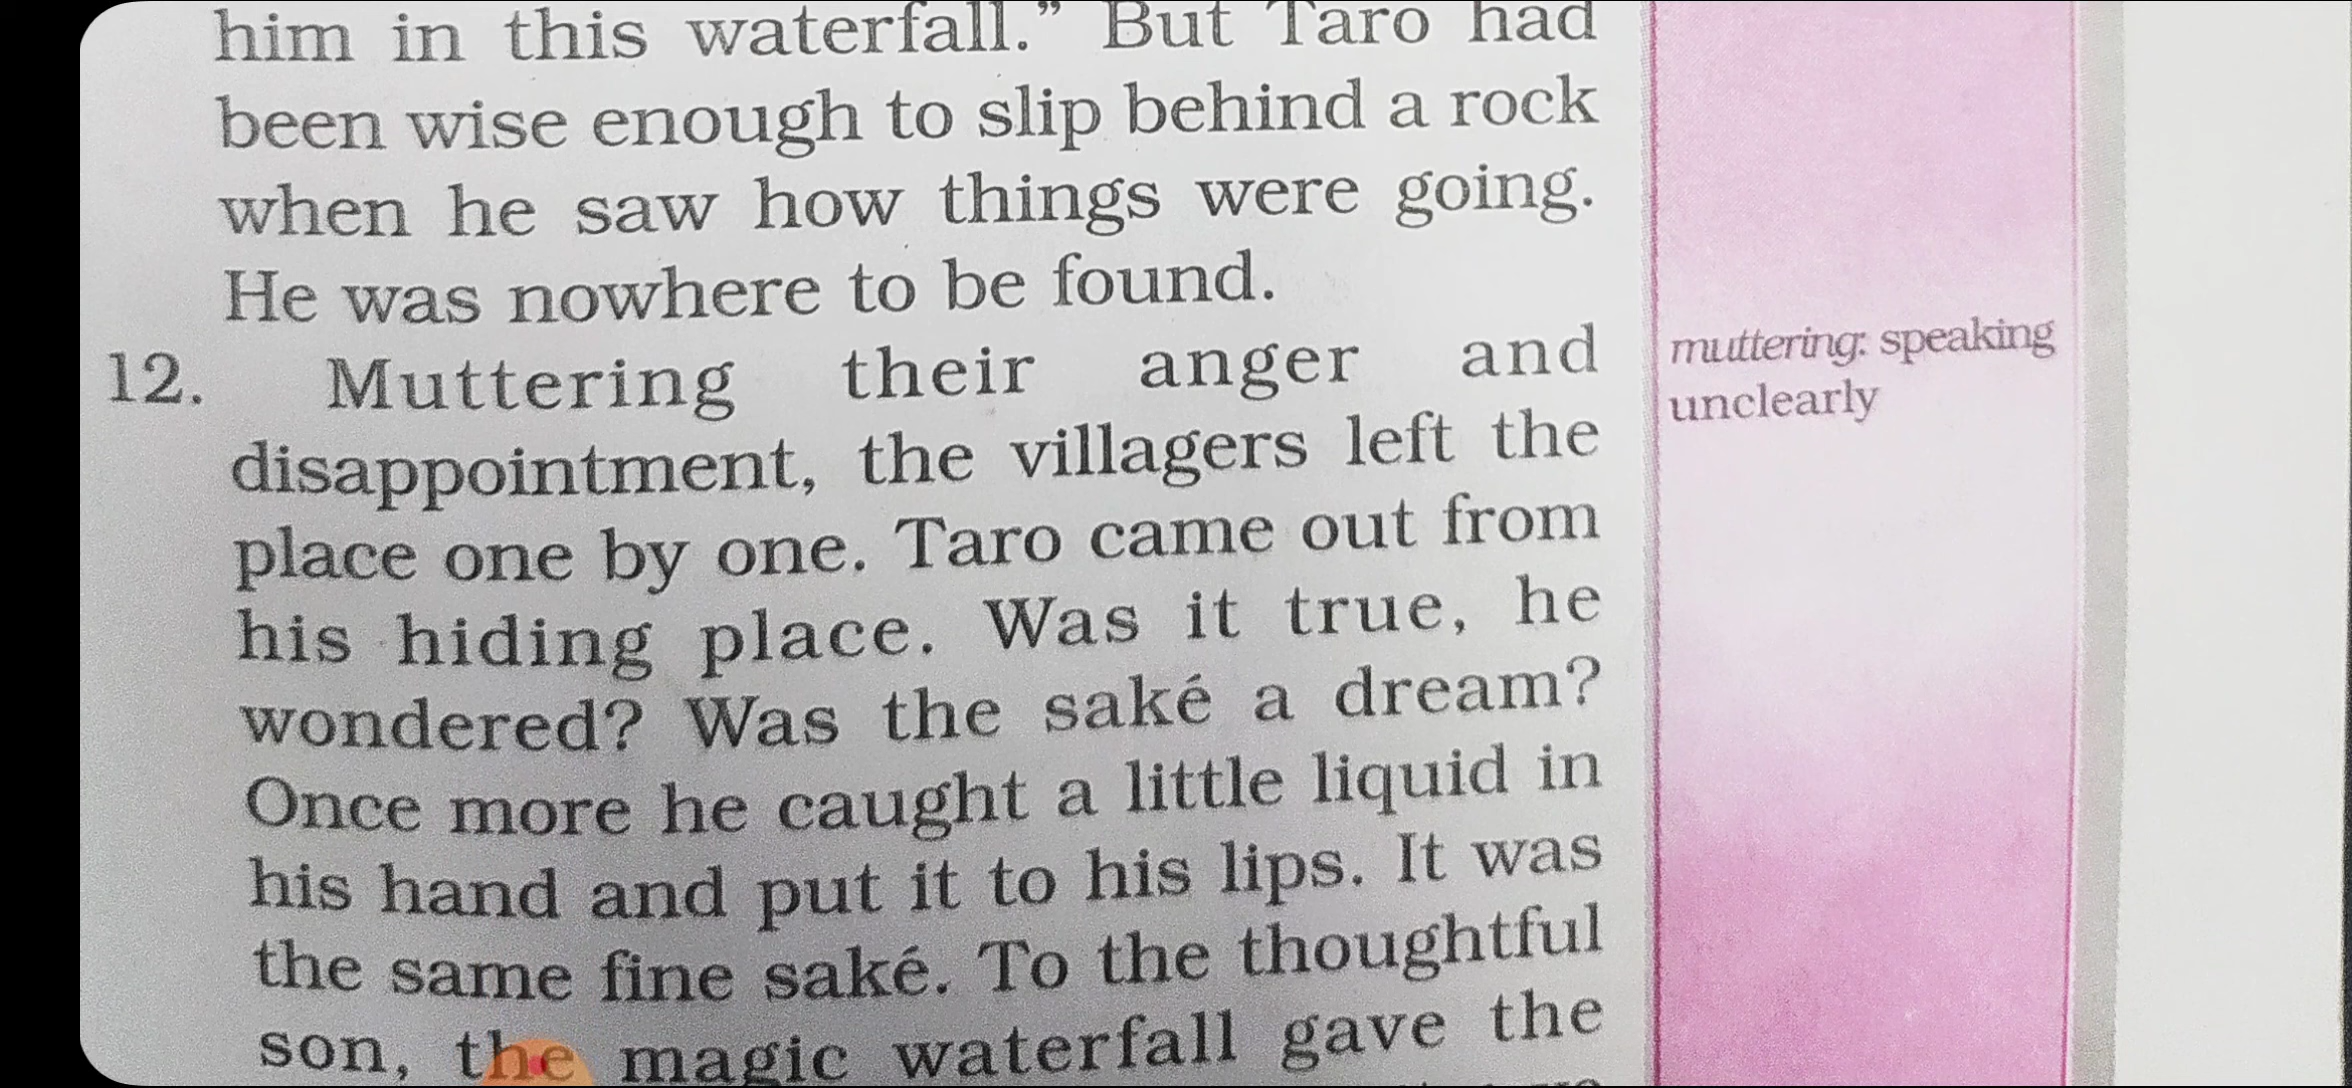 him in this waterfall.” But Taro had
been wise enough to slip behind a rock
when he saw how things were going.
He was nowhere to be found.
12. Muttering their anger and
disappointment, the villagers left the
place one by one. Taro came out from
his hiding place. Was it true, he
wondered? Was the saké a dream?
Once more he caught a little liquid in
his hand and put it to his lips. It was
the same fine saké. To the thoughtful
son, the magic waterfall gave the
muttering: speaking
unclearly